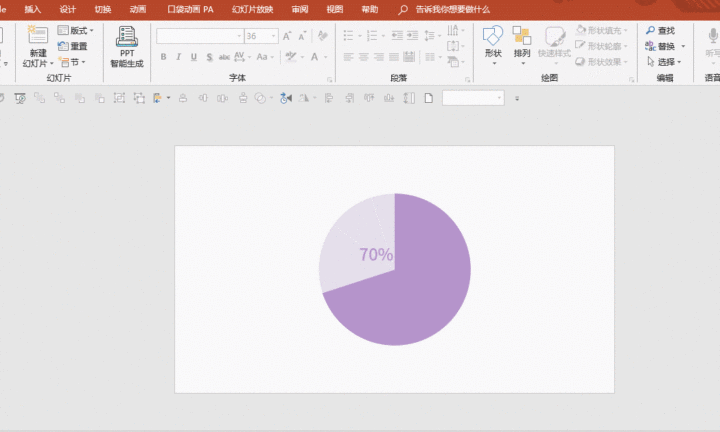 插入 设计 切换 动画 口袋动画 PA 幻灯片放映 审阅 视图 帮助 告诉我你想要做什么
新建
幻灯片
版式
重置
节
幻灯片
PPT
智能生成
36
B I U S abc AV Aa A
字体
段落
形状
排列
快速样式
形状填充
形状轮廓
形状效果
绘图
查找
替换
选择
编辑
听写
语音
70%